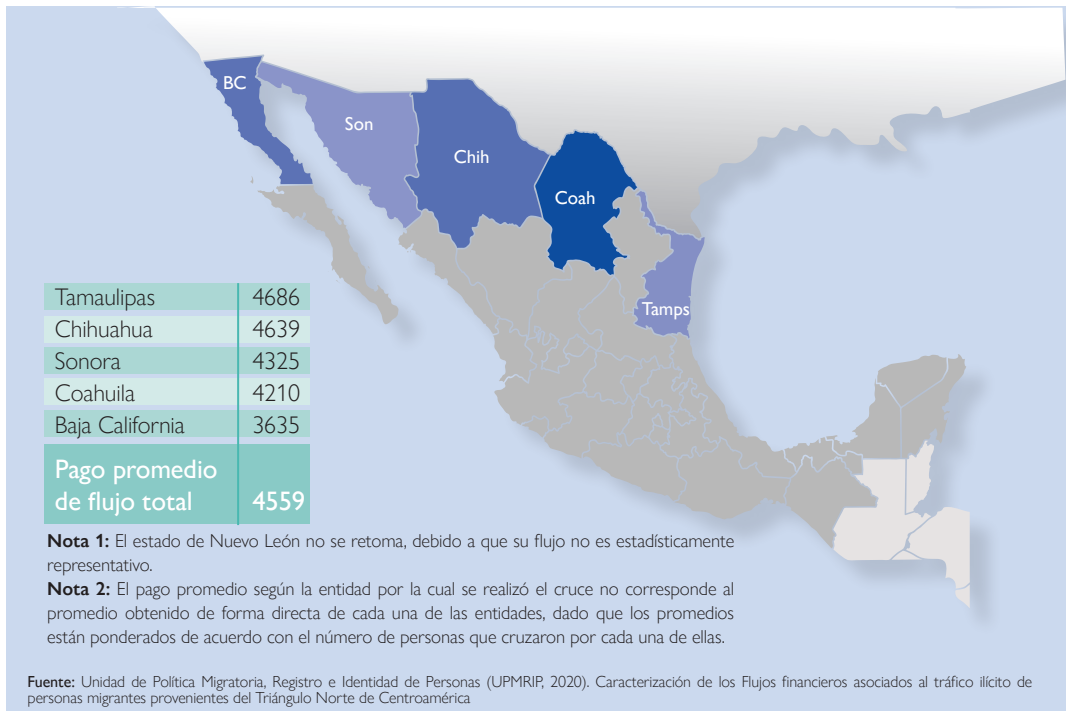 BC
Son
Chih
Coah
Tamps
Tamaulipas 4686
Chihuahua 4639
Sonora 4325
Coahuila 4210
Baja California 3635
Pago promedio
de flujo total 4559
Nota 1: El estado de Nuevo León no se retoma, debido a que su flujo no es estadísticamente
representativo.
Nota 2: El pago promedio según la entidad por la cual se realizó el cruce no corresponde al
promedio obtenido de forma directa de cada una de las entidades, dado que los promedios
están ponderados de acuerdo con el número de personas que cruzaron por cada una de ellas.
Fuente: Unidad de Política Migratoria, Registro e Identidad de Personas (UPMRIP, 2020). Caracterización de los Flujos financieros asociados al tráfico ilícito de
personas migrantes provenientes del Triángulo Norte de Centroamérica